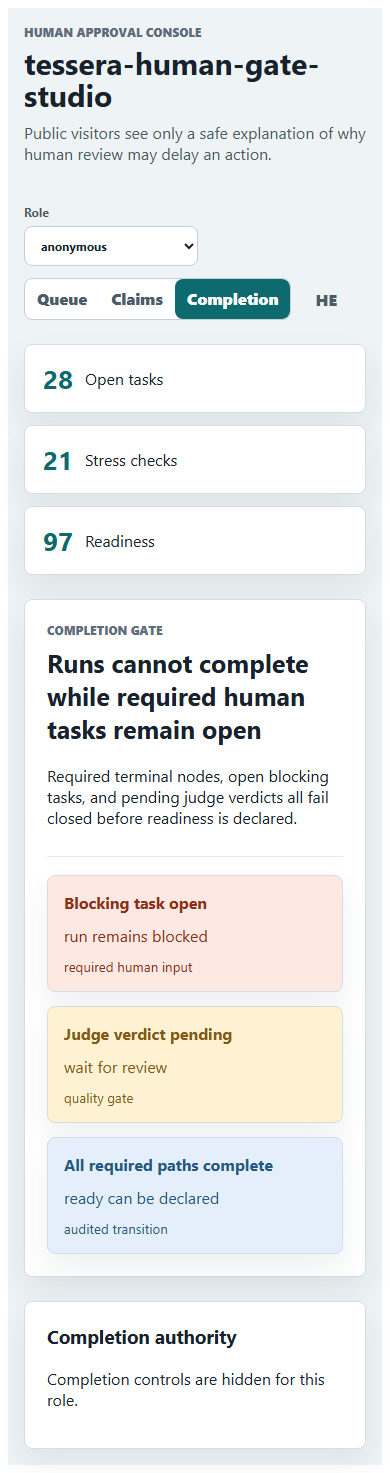 HUMAN APPROVAL CONSOLE
tessera-human-gate-
studio
Public visitors see only a safe explanation of why
human review may delay an action.
Role
anonymous
Queue Claims Completion HE
28 Open tasks
21 Stress checks
97 Readiness
COMPLETION GATE
Runs cannot complete
while required human
tasks remain open
Required terminal nodes, open blocking
tasks, and pending judge verdicts all fail
closed before readiness is declared.
Blocking task open
run remains blocked
required human input
Judge verdict pending
wait for review
quality gate
All required paths complete
ready can be declared
audited transition
Completion authority
Completion controls are hidden for this
role.